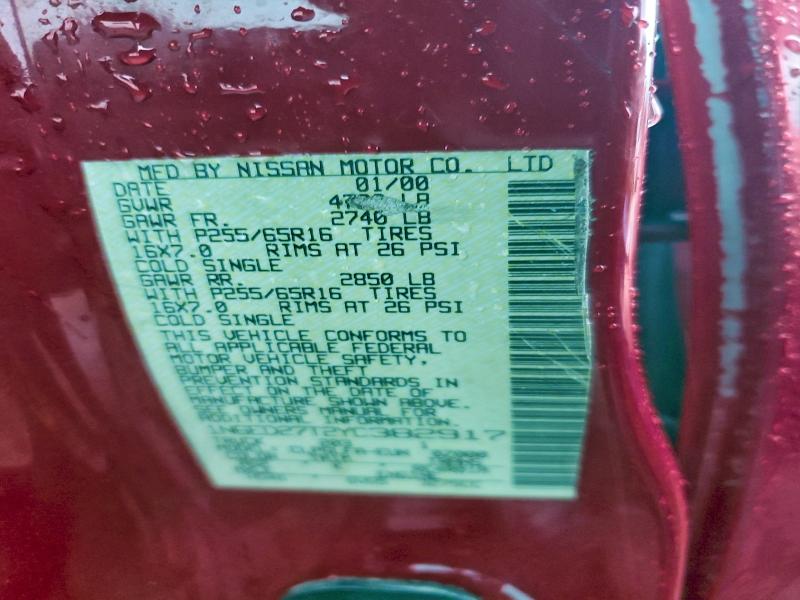 MFD BY NISSAN MOTOR CO. LTD
DATE 01/00
GVWR LB
GAWR FR. 2740 LB
WITH P255/65R16 TIRES
16X7.0 RIMS AT 26 PSI
COLD SINGLE
GAWR RR. 2850 LB
WITH P255/65R16 TIRES
16X7.0 RIMS AT 26 PSI
COLD SINGLE
THIS VEHICLE CONFORMS TO
ALL APPLICABLE FEDERAL
MOTOR VEHICLE SAFETY,
BUMPER AND THEFT
PREVENTION STANDARDS IN
EFFECT ON THE DATE OF
MANUFACTURE SHOWN ABOVE.
SEE OWNERS MANUAL FOR
ADDITIONAL INFORMATION.